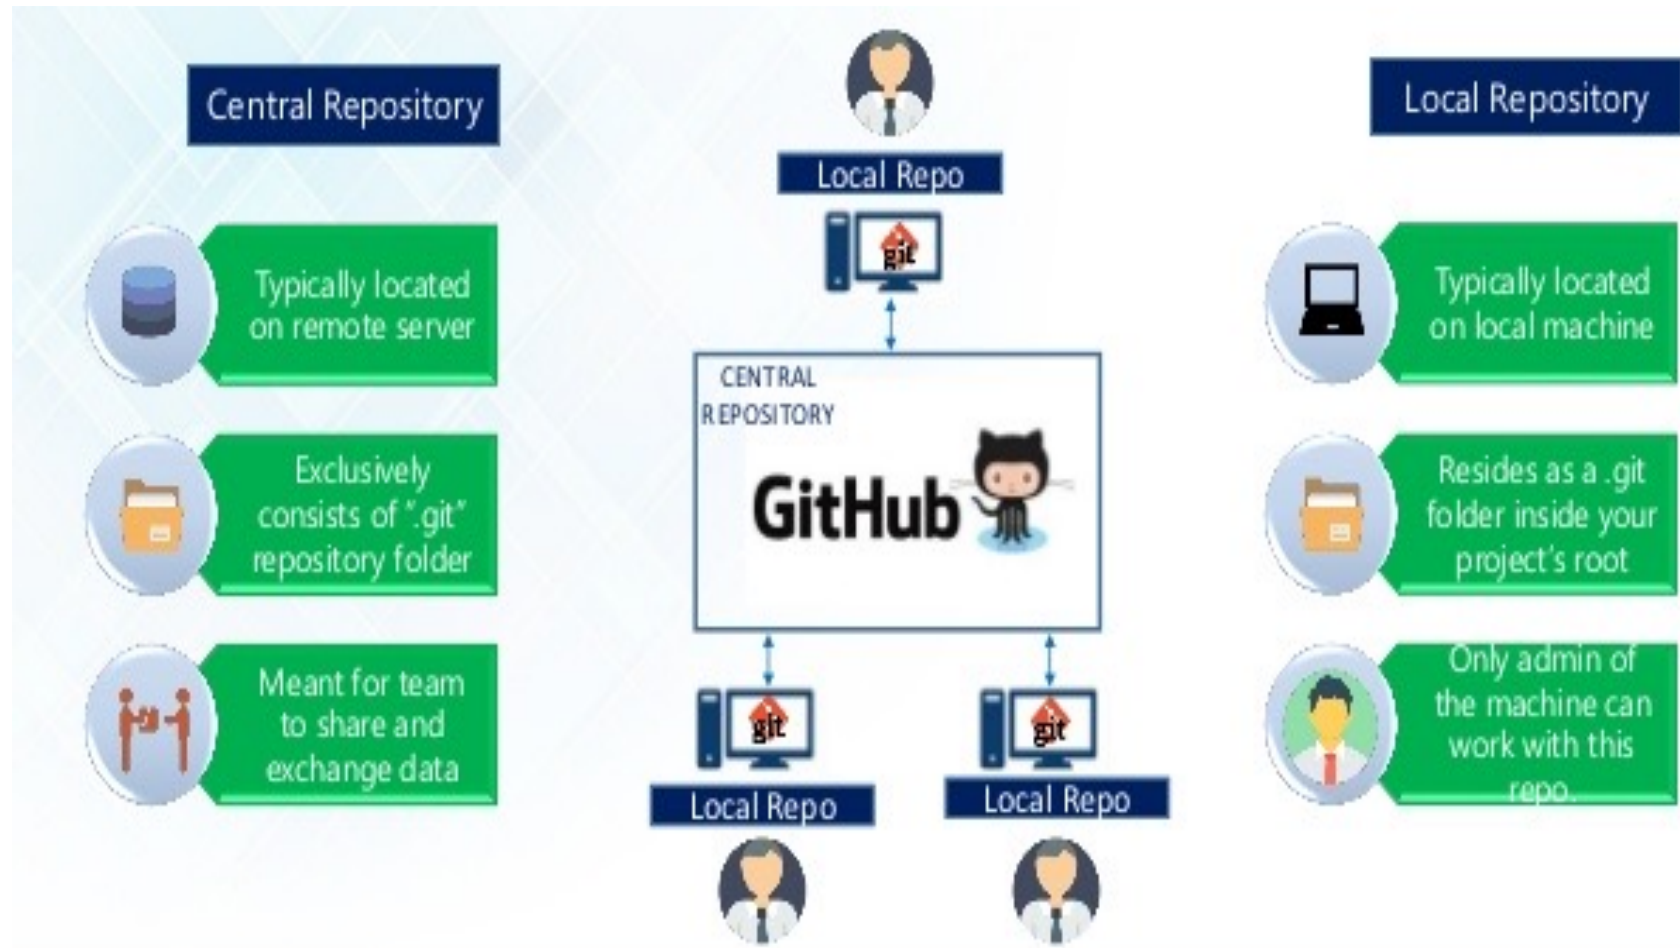 Central Repository
Typically located
on remote server
Exclusively
consists of ".git"
repository folder
Meant for team
to share and
exchange data
Local Repo
git
CENTRAL
REPOSITORY
GitHub
git
git
Local Repo
Local Repo
Local Repository
Typically located
on local machine
Resides as a .git
folder inside your
project's root
Only admin of
the machine can
work with this
repo.